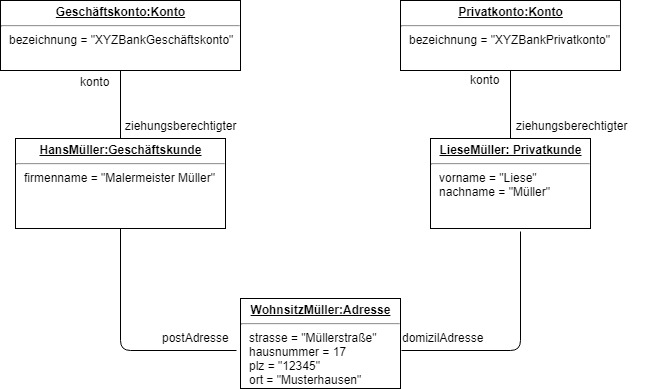 Geschäftskonto:Konto
bezeichnung = "XYZBankGeschäftskonto"
Privatkonto:Konto
bezeichnung = "XYZBankPrivatkonto"
konto
konto
ziehungsberechtigter
ziehungsberechtigter
HansMüller:Geschäftskunde
firmenname = "Malermeister Müller"
LieseMüller: Privatkunde
vorname = "Liese"
nachname = "Müller"
postAdresse
WohnsitzMüller:Adresse
strasse = "Müllerstraße"
hausnummer = 17
plz = "12345"
ort = "Musterhausen"
domizilAdresse